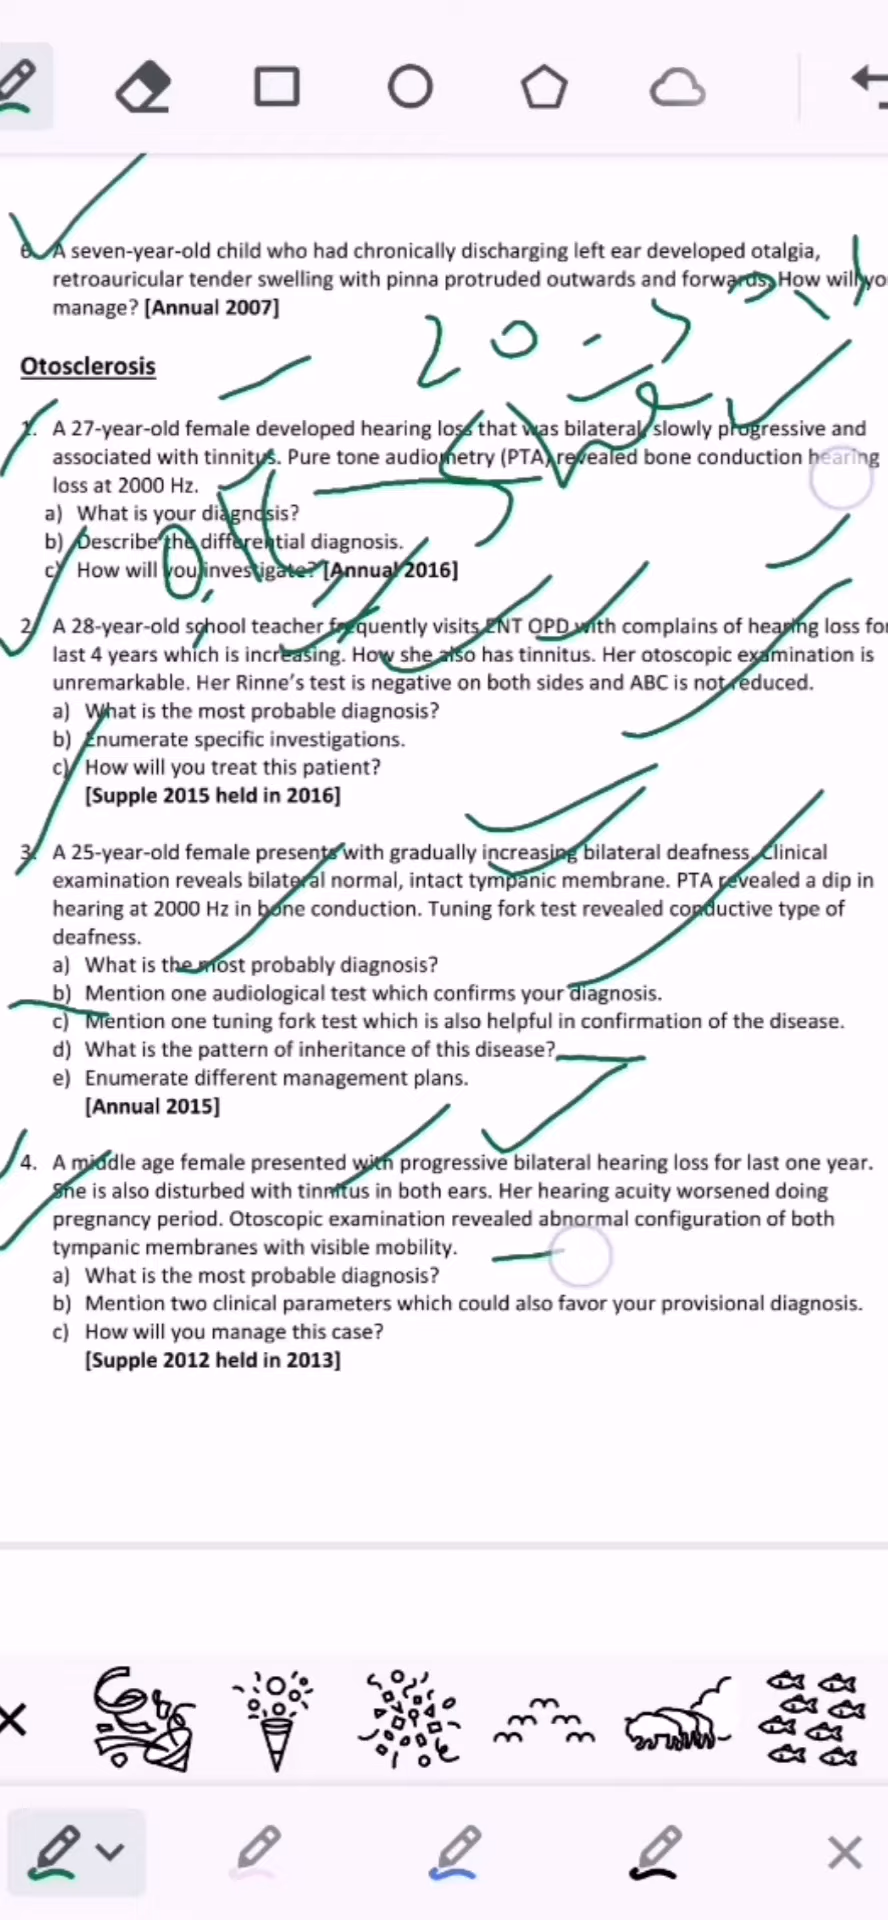 6. A seven-year-old child who had chronically discharging left ear developed otalgia,
retroauricular tender swelling with pinna protruded outwards and forwards. How will yo
manage? [Annual 2007]
Otosclerosis
20 -
1. A 27-year-old female developed hearing loss that was bilateral, slowly progressive and
associated with tinnitus. Pure tone audiometry (PTA) revealed bone conduction hearing
loss at 2000 Hz.
a) What is your diagnosis?
b) Describe the differential diagnosis.
c) How will you investigate? [Annual 2016]
2. A 28-year-old school teacher frequently visits ENT OPD with complains of hearing loss for
last 4 years which is increasing. How she also has tinnitus. Her otoscopic examination is
unremarkable. Her Rinne's test is negative on both sides and ABC is not reduced.
a) What is the most probable diagnosis?
b) Enumerate specific investigations.
c) How will you treat this patient?
[Supple 2015 held in 2016]
3. A 25-year-old female presents with gradually increasing bilateral deafness. Clinical
examination reveals bilateral normal, intact tympanic membrane. PTA revealed a dip in
hearing at 2000 Hz in bone conduction. Tuning fork test revealed conductive type of
deafness.
a) What is the most probably diagnosis?
b) Mention one audiological test which confirms your diagnosis.
c) Mention one tuning fork test which is also helpful in confirmation of the disease.
d) What is the pattern of inheritance of this disease?
e) Enumerate different management plans.
[Annual 2015]
4. A middle age female presented with progressive bilateral hearing loss for last one year.
She is also disturbed with tinnitus in both ears. Her hearing acuity worsened doing
pregnancy period. Otoscopic examination revealed abnormal configuration of both
tympanic membranes with visible mobility.
a) What is the most probable diagnosis?
b) Mention two clinical parameters which could also favor your provisional diagnosis.
c) How will you manage this case?
[Supple 2012 held in 2013]